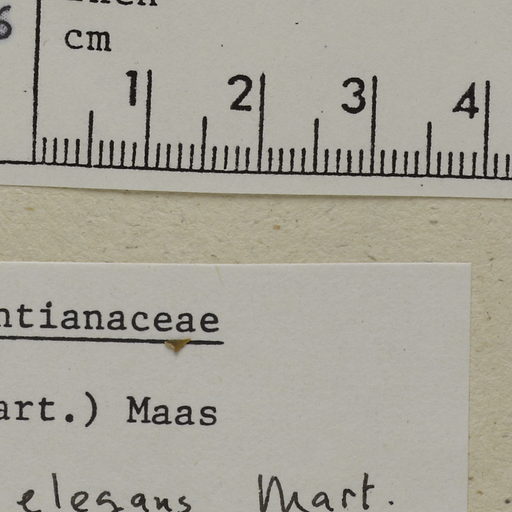 cm
1 2 3 4
ntianaceae
art.) Maas
elegans Mart.